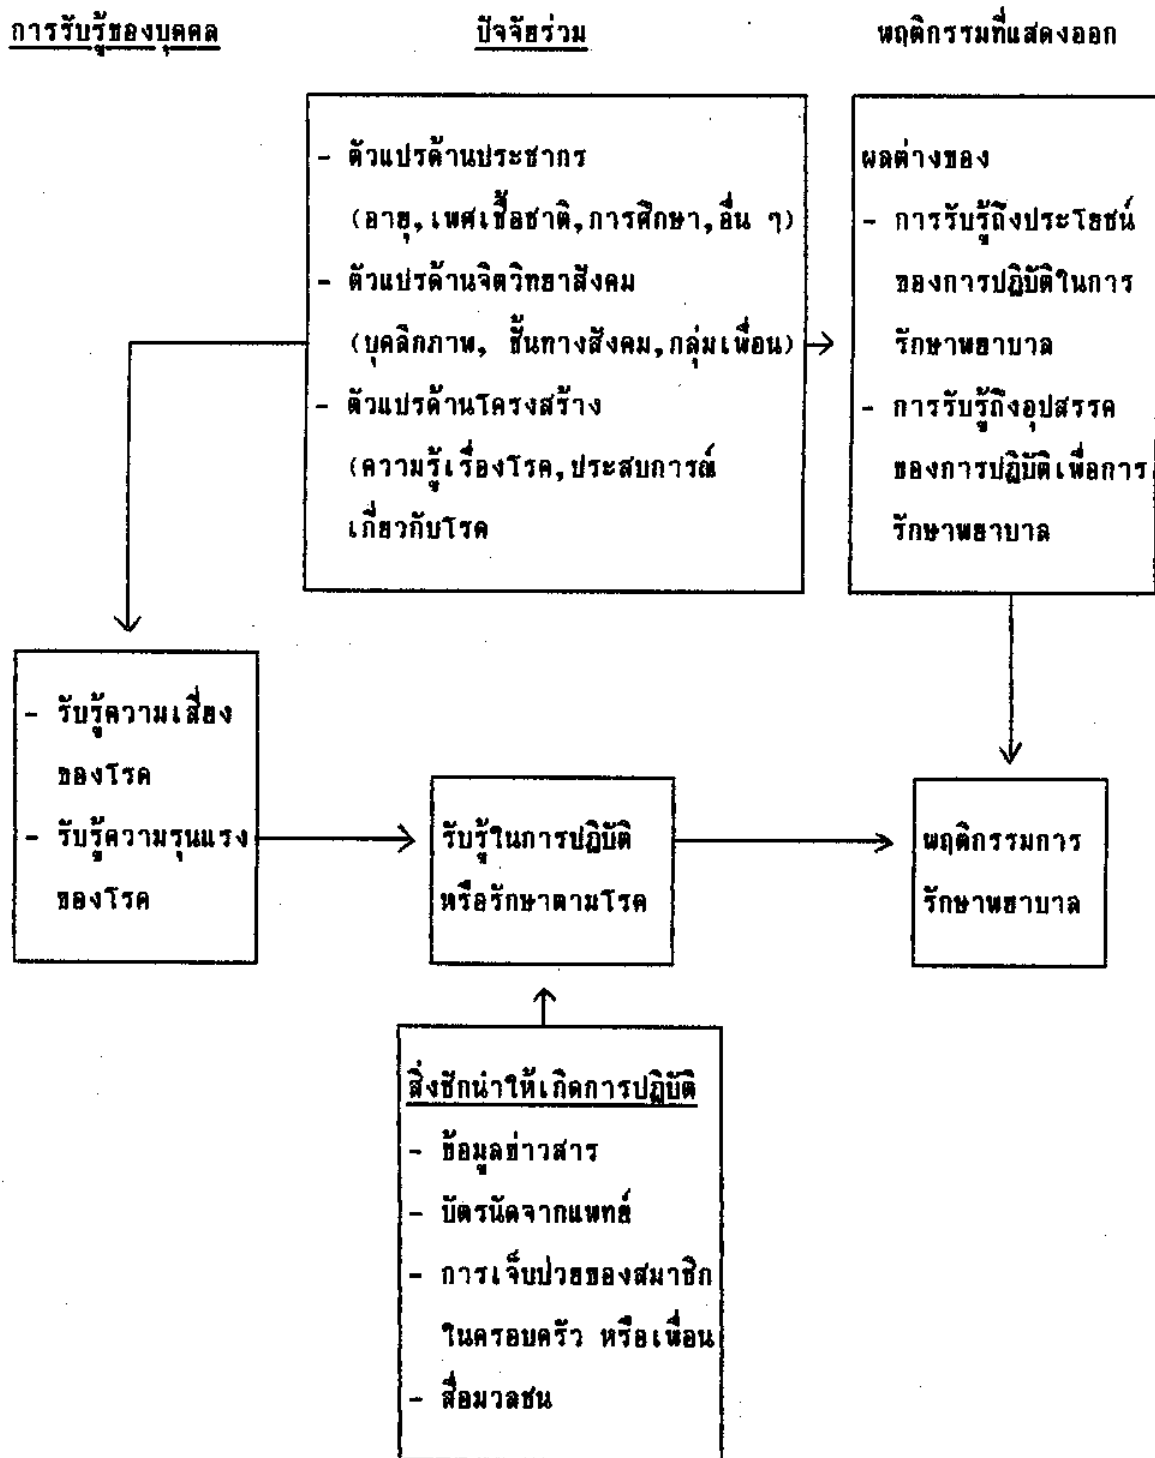 การรับรู้ของบุคคล
ปัจจัยร่วม
พฤติกรรมที่แสดงออก
- ตัวแปรด้านประชากร
(อายุ,เพศเชื้อชาติ,การศึกษา,อื่น ๆ)
- ตัวแปรด้านจิตวิทยาสังคม
(บุคลิกภาพ, ชั้นทางสังคม,กลุ่มเพื่อน)
- ตัวแปรด้านโครงสร้าง
(ความรู้เรื่องโรค,ประสบการณ์
เกี่ยวกับโรค
ผลต่างของ
- การรับรู้ถึงประโยชน์
ของการปฏิบัติในการ
รักษาพยาบาล
- การรับรู้ถึงอุปสรรค
ของการปฏิบัติเพื่อการ
รักษาพยาบาล
- รับรู้ความเสี่ยง
ของโรค
- รับรู้ความรุนแรง
ของโรค
รับรู้ในการปฏิบัติ
หรือรักษาตามโรค
พฤติกรรมการ
รักษาพยาบาล
สิ่งชักนำให้เกิดการปฏิบัติ
- ข้อมูลข่าวสาร
- บัตรนัดจากแพทย์
- การเจ็บป่วยของสมาชิก
ในครอบครัว หรือเพื่อน
- สื่อมวลชน